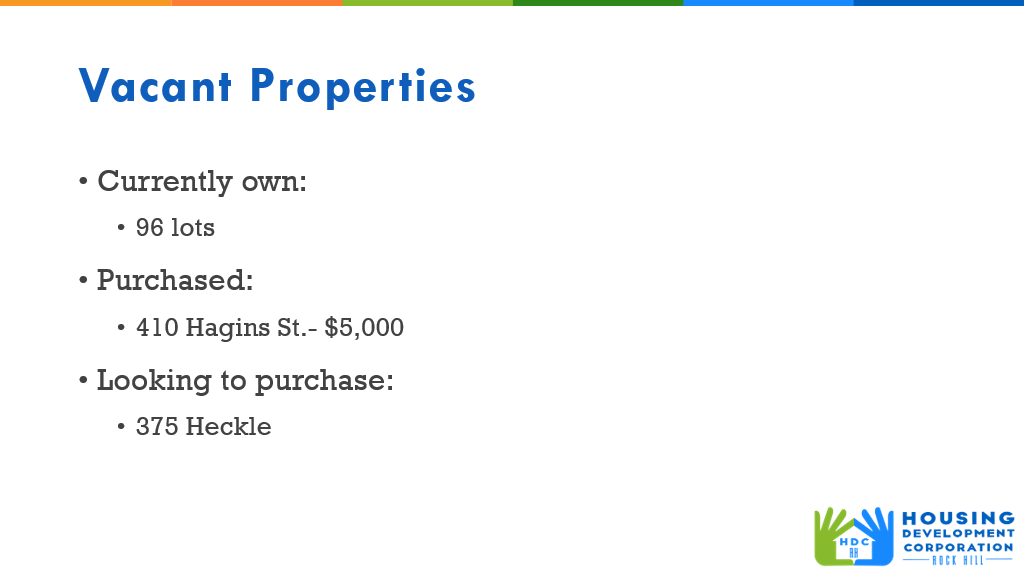 Vacant Properties
• Currently own:
• 96 lots
• Purchased:
• 410 Hagins St.- $5,000
• Looking to purchase:
• 375 Heckle
HDC
RH
HOUSING
DEVELOPMENT
CORPORATION
ROCK HILL